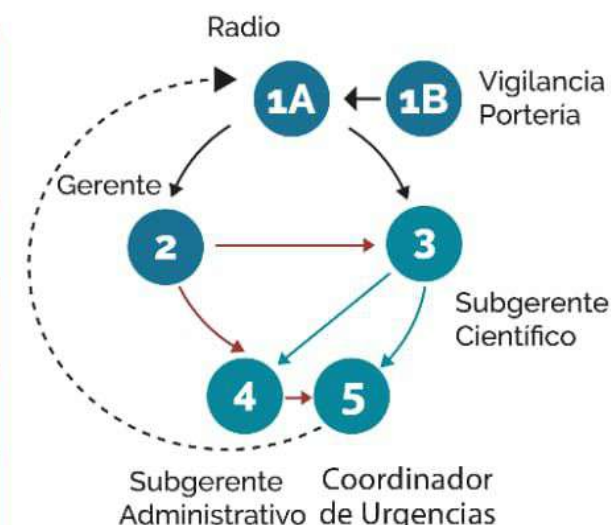 Radio
1A
1B
Vigilancia
Portería
Gerente
2
3
Subgerente
Científico
4
5
Subgerente
Administrativo
Coordinador
de Urgencias